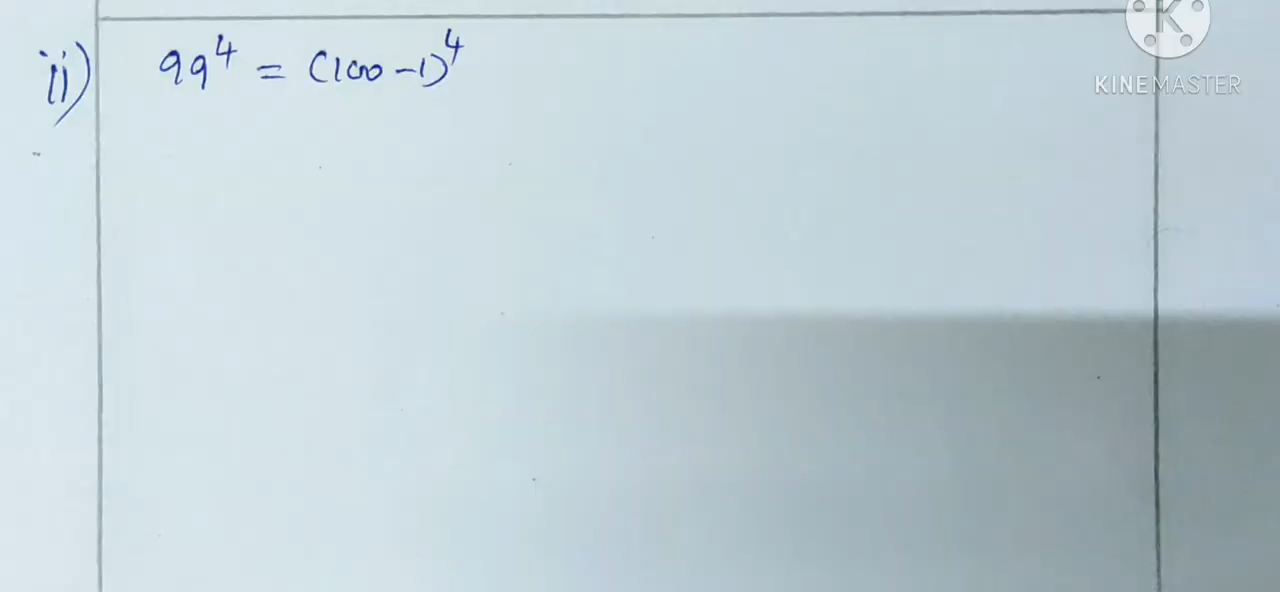 ii) 99⁴ = (100 - 1)⁴
K
KINEMASTER